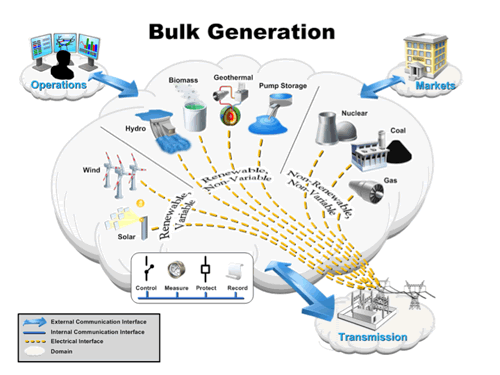 Bulk Generation
Operations
Markets
Biomass
Geothermal
Pump Storage
Hydro
Nuclear
Coal
Gas
Wind
Solar
Renewable,
Variable
Renewable,
Non-Variable
Non-Renewable,
Non-Variable
Control
Measure
Protect
Record
Transmission
External Communication Interface
Internal Communication Interface
Electrical Interface
Domain